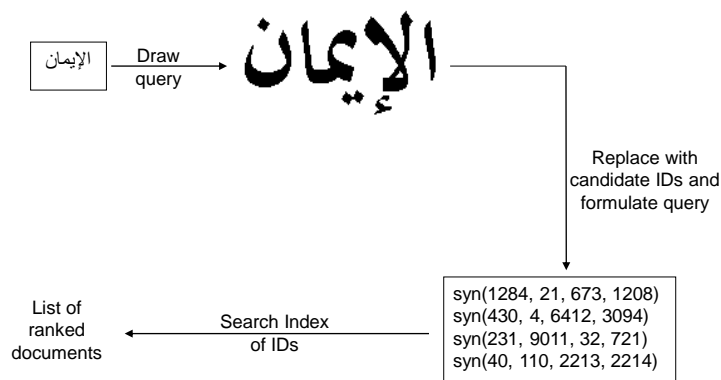 الإيمان
Draw
query
الإيمان
Replace with
candidate IDs and
formulate query
syn(1284, 21, 673, 1208)
syn(430, 4, 6412, 3094)
syn(231, 9011, 32, 721)
syn(40, 110, 2213, 2214)
Search Index
of IDs
List of
ranked
documents